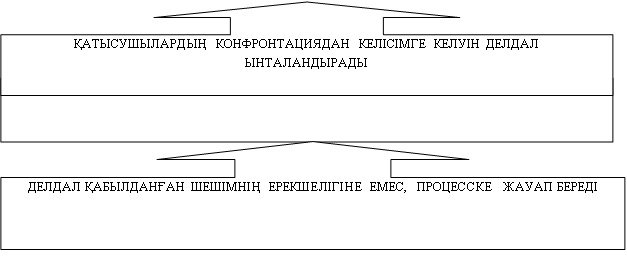 ҚАТЫСУШЫЛАРДЫҢ КОНФРОНТАЦИЯДАН КЕЛІСІМГЕ КЕЛУІН ДЕЛДАЛ
ЫНТАЛАНДЫРАДЫ
ДЕЛДАЛ ҚАБЫЛДАНҒАН ШЕШІМНІҢ ЕРЕКШЕЛІГІНЕ ЕМЕС, ПРОЦЕССКЕ ЖАУАП БЕРЕДІ